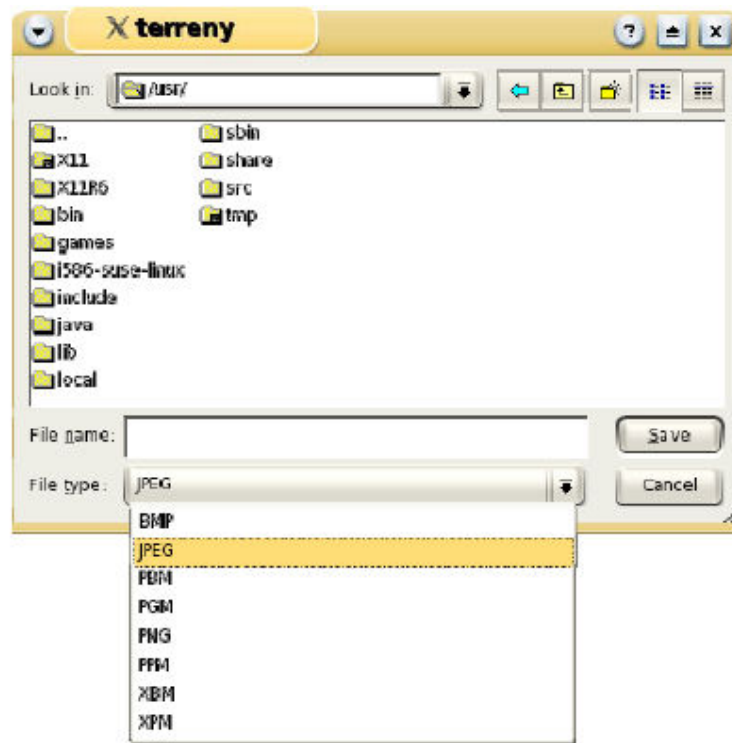 X terreny
?
X
Look in: /usr/
.. sbin
X11 share
X11R6 src
bin tmp
games
i586-suse-linux
include
java
lib
local
File name: Save
File type: JPEG Cancel
BMP
JPEG
PBM
PGM
PNG
PPM
XBM
XPM